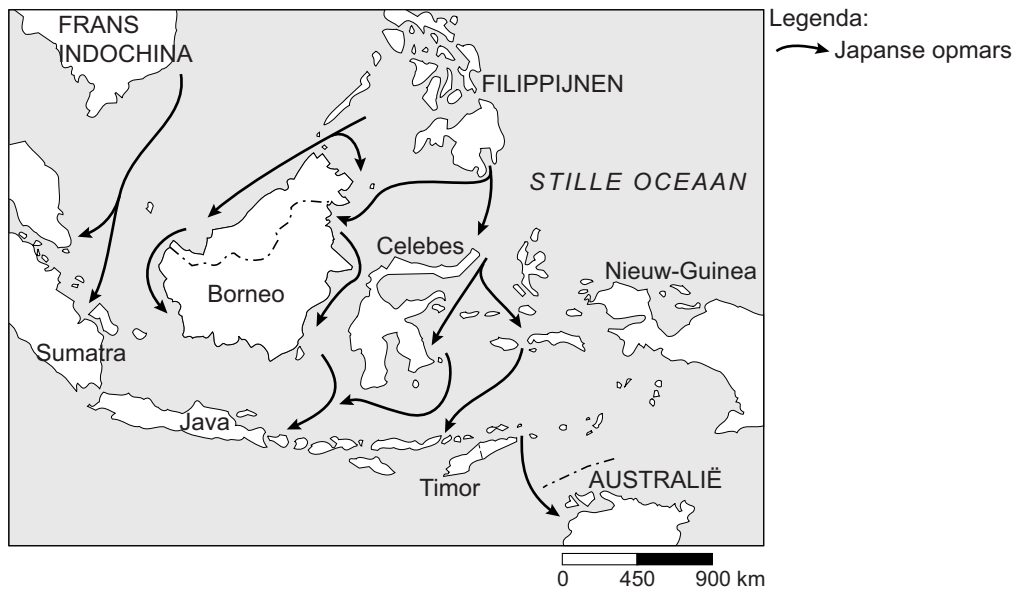 Legenda:
Japanse opmars
FRANS
INDOCHINA
FILIPPIJNEN
STILLE OCEAAN
Celebes
Nieuw-Guinea
Borneo
Sumatra
Java
Timor
AUSTRALIË
0 450 900 km